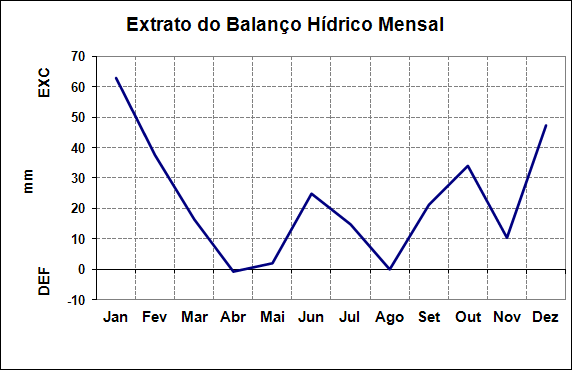 Extrato do Balanço Hídrico Mensal
EXC
mm
DEF
70
60
50
40
30
20
10
0
-10
Jan Fev Mar Abr Mai Jun Jul Ago Set Out Nov Dez